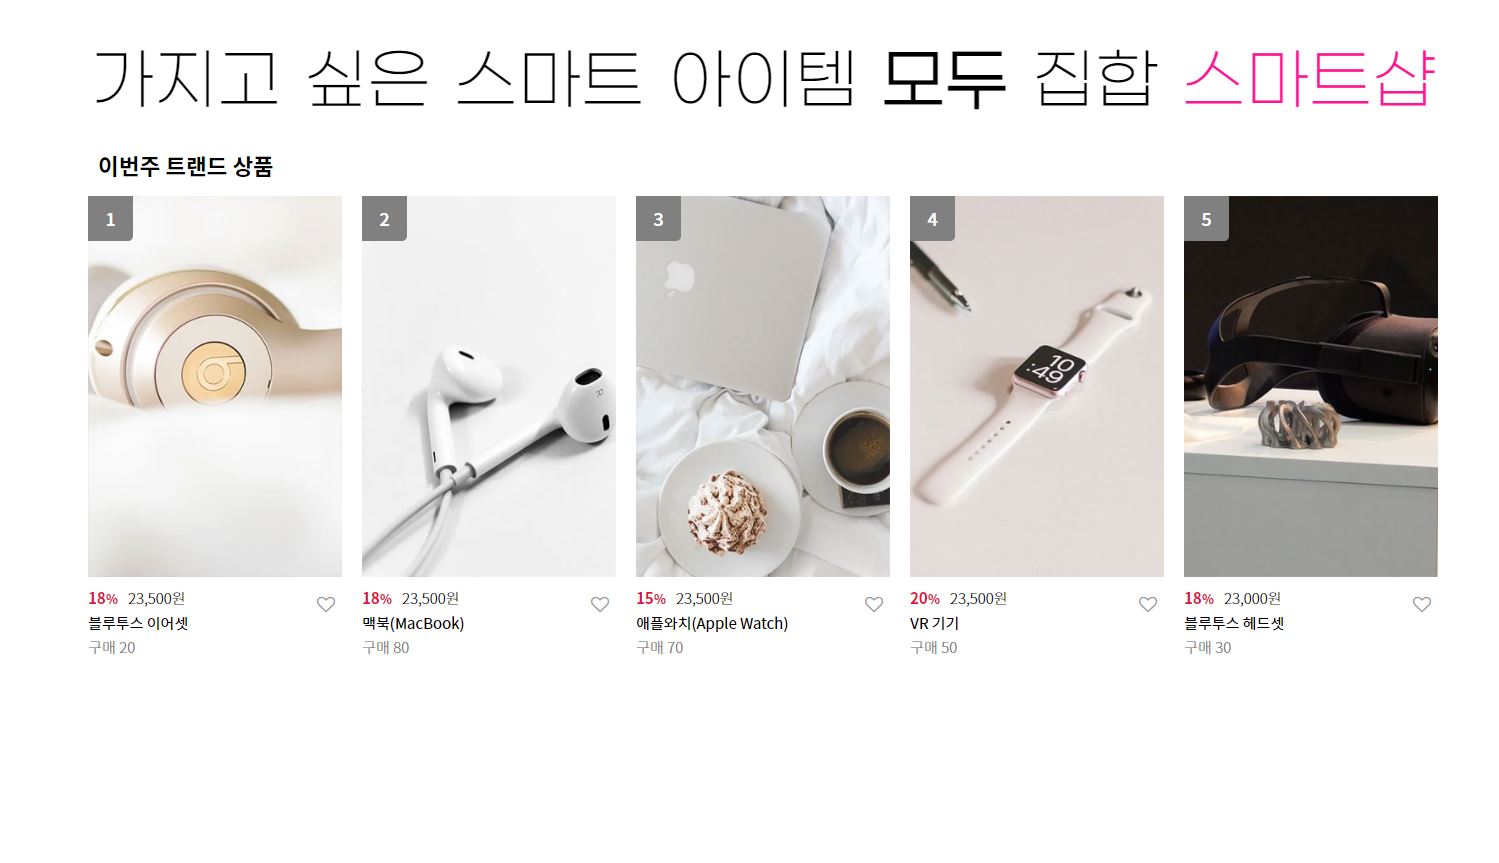 가지고 싶은 스마트 아이템 모두 집합 스마트샵
이번주 트랜드 상품
1
2
3
4
5
R
10
:49
18% 23,500원
블루투스 이어셋
구매 20
18% 23,500원
맥북(MacBook)
구매 80
15% 23,500원
애플와치(Apple Watch)
구매 70
20% 23,500원
VR 기기
구매 50
18% 23,000원
블루투스 헤드셋
구매 30